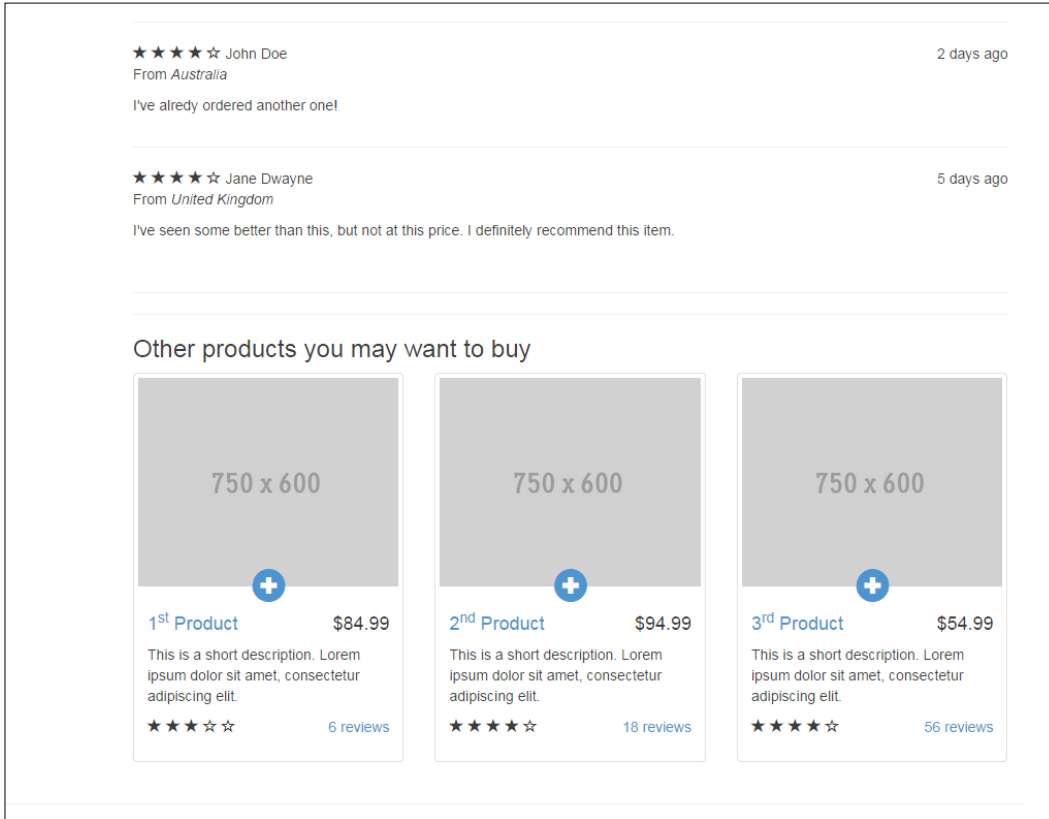 ★★★★☆ John Doe 2 days ago
From Australia
I've alredy ordered another one!
★★★★☆ Jane Dwayne 5 days ago
From United Kingdom
I've seen some better than this, but not at this price. I definitely recommend this item.
Other products you may want to buy
750 x 600
1st Product $84.99
This is a short description. Lorem
ipsum dolor sit amet, consectetur
adipiscing elit.
★★★☆☆ 6 reviews
750 x 600
2nd Product $94.99
This is a short description. Lorem
ipsum dolor sit amet, consectetur
adipiscing elit.
★★★★☆ 18 reviews
750 x 600
3rd Product $54.99
This is a short description. Lorem
ipsum dolor sit amet, consectetur
adipiscing elit.
★★★★☆ 56 reviews